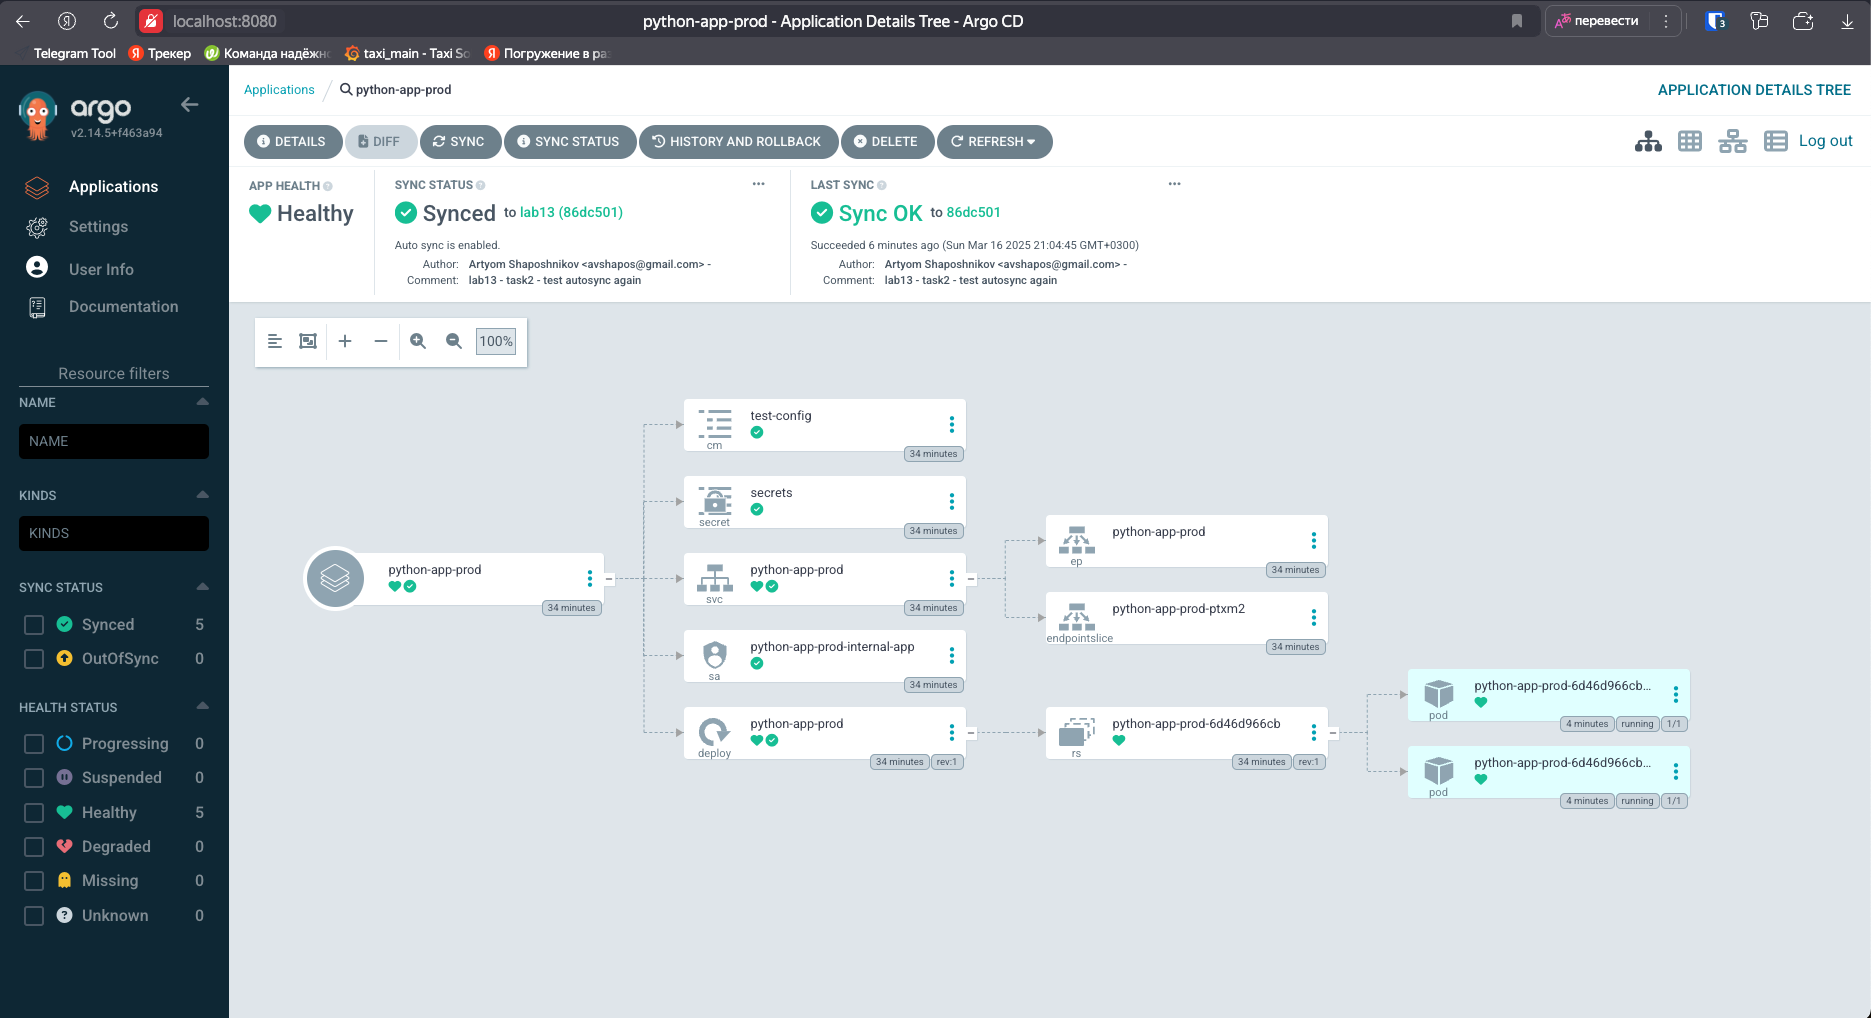 localhost:8080
python-app-prod - Application Details Tree - Argo CD
перевести
3
Telegram Tool
Я Трекер
Команда надёжн
taxi_main - Taxi So
Я Погружение в ра
argo
v2.14.5+f463a94
Applications
Settings
User Info
Documentation
Resource filters
NAME
NAME
KINDS
KINDS
SYNC STATUS
Synced 5
OutOfSync 0
HEALTH STATUS
Progressing 0
Suspended 0
Healthy 5
Degraded 0
Missing 0
Unknown 0
Applications / python-app-prod
APPLICATION DETAILS TREE
DETAILS
DIFF
SYNC
SYNC STATUS
HISTORY AND ROLLBACK
DELETE
REFRESH
Log out
APP HEALTH
Healthy
SYNC STATUS
Synced to lab13 (86dc501)
Auto sync is enabled.
Author: Artyom Shaposhnikov <avshapos@gmail.com> -
Comment: lab13 - task2 - test autosync again
LAST SYNC
Sync OK to 86dc501
Succeeded 6 minutes ago (Sun Mar 16 2025 21:04:45 GMT+0300)
Author: Artyom Shaposhnikov <avshapos@gmail.com> -
Comment: lab13 - task2 - test autosync again
100%
python-app-prod
34 minutes
test-config
cm
34 minutes
secrets
secret
34 minutes
python-app-prod
svc
34 minutes
python-app-prod-internal-app
sa
34 minutes
python-app-prod
deploy
34 minutes rev:1
python-app-prod
ep
34 minutes
python-app-prod-ptxm2
endpointslice
34 minutes
python-app-prod-6d46d966cb
rs
34 minutes rev:1
python-app-prod-6d46d966cb...
pod
4 minutes running 1/1
python-app-prod-6d46d966cb...
pod
4 minutes running 1/1